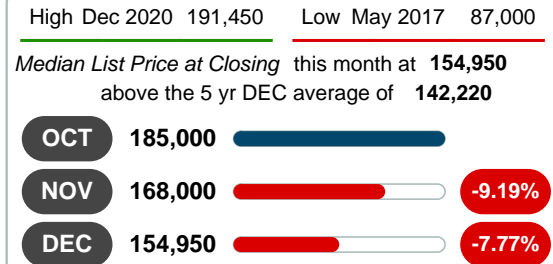 High Dec 2020 191,450 Low May 2017 87,000
Median List Price at Closing this month at 154,950
above the 5 yr DEC average of 142,220
OCT 185,000
NOV 168,000 -9.19%
DEC 154,950 -7.77%